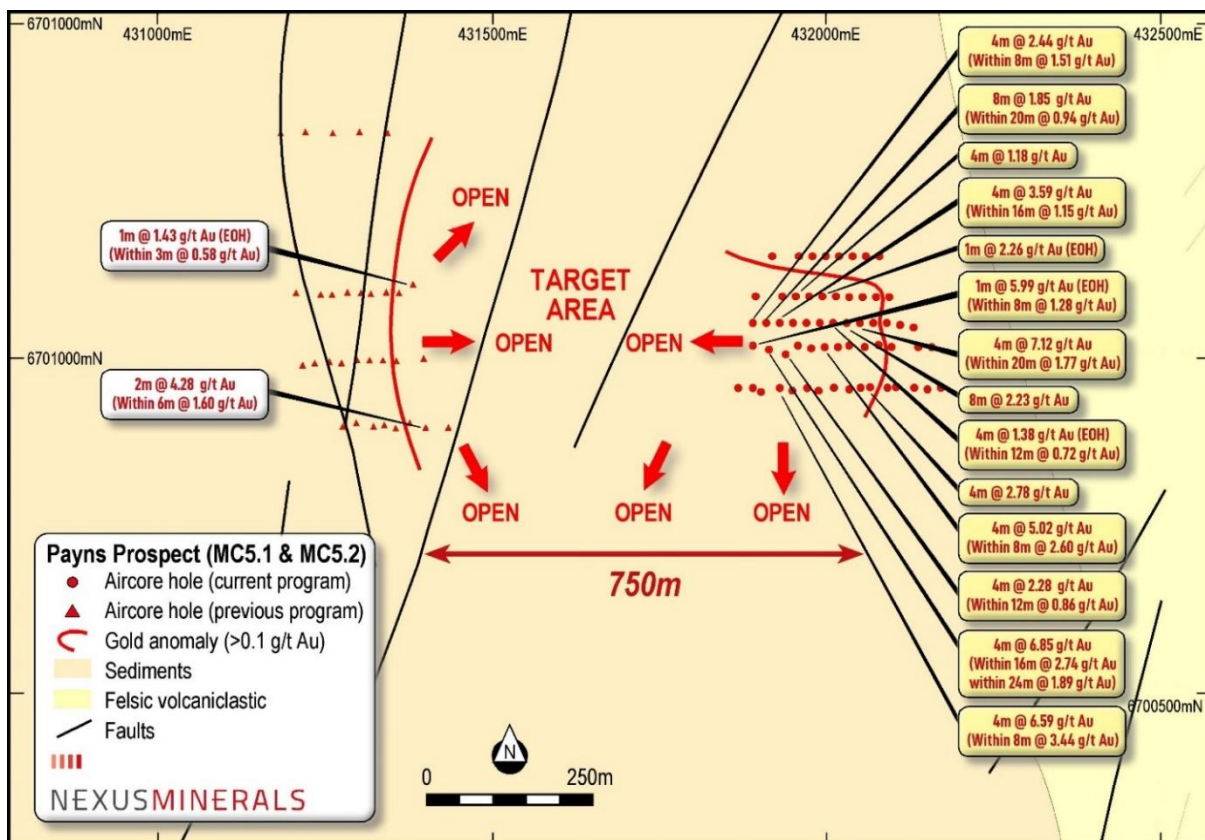 6701000mN
431000mE
431500mE
432000mE
432500mE
4m @ 2.44 g/t Au
(Within 8m @ 1.51 g/t Au)
8m @ 1.85 g/t Au
(Within 20m @ 0.94 g/t Au)
4m @ 1.18 g/t Au
4m @ 3.59 g/t Au
(Within 16m @ 1.15 g/t Au)
1m @ 2.26 g/t Au (EOH)
1m @ 5.99 g/t Au (EOH)
(Within 8m @ 1.28 g/t Au)
4m @ 7.12 g/t Au
(Within 20m @ 1.77 g/t Au)
8m @ 2.23 g/t Au
4m @ 1.38 g/t Au (EOH)
(Within 12m @ 0.72 g/t Au)
4m @ 2.78 g/t Au
4m @ 5.02 g/t Au
(Within 8m @ 2.60 g/t Au)
4m @ 2.28 g/t Au
(Within 12m @ 0.86 g/t Au)
4m @ 6.85 g/t Au
(Within 16m @ 2.74 g/t Au
within 24m @ 1.89 g/t Au)
4m @ 6.59 g/t Au
(Within 8m @ 3.44 g/t Au)
1m @ 1.43 g/t Au (EOH)
(Within 3m @ 0.58 g/t Au)
6701000mN
2m @ 4.28 g/t Au
(Within 6m @ 1.60 g/t Au)
OPEN
TARGET
AREA
OPEN
OPEN
OPEN
OPEN
OPEN
750m
6700500mN
Payns Prospect (MC5.1 & MC5.2)
Aircore hole (current program)
Aircore hole (previous program)
Gold anomaly (>0.1 g/t Au)
Sediments
Felsic volcaniclastic
Faults
NEXUSMINERALS
N
0
250m